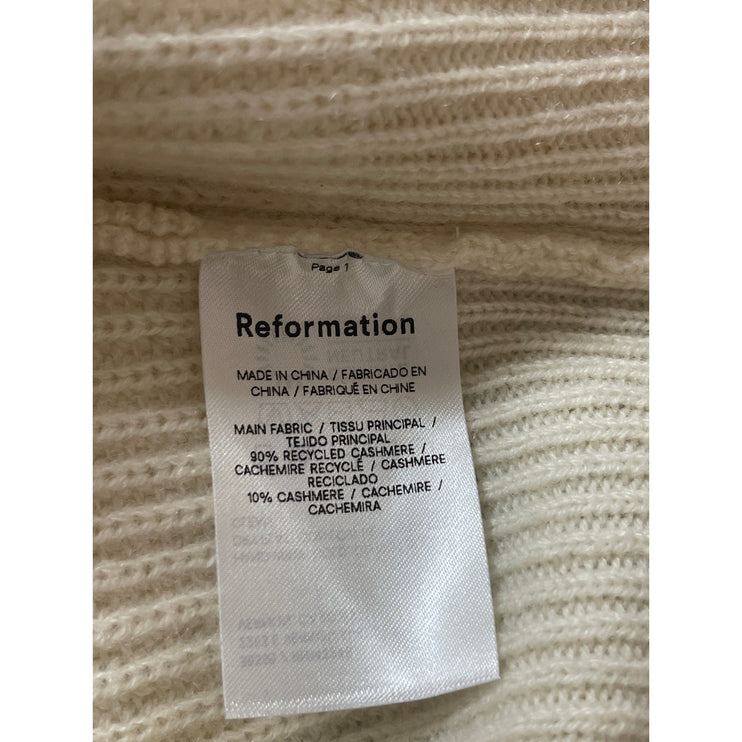 Page 1
Reformation
MADE IN CHINA / FABRICADO EN
CHINA / FABRIQUÉ EN CHINE
MAIN FABRIC / TISSU PRINCIPAL /
TEJIDO PRINCIPAL
90% RECYCLED CASHMERE /
CACHEMIRE RECYCLÉ / CASHMERE
RECICLADO
10% CASHMERE / CACHEMIRE /
CACHEMIRA